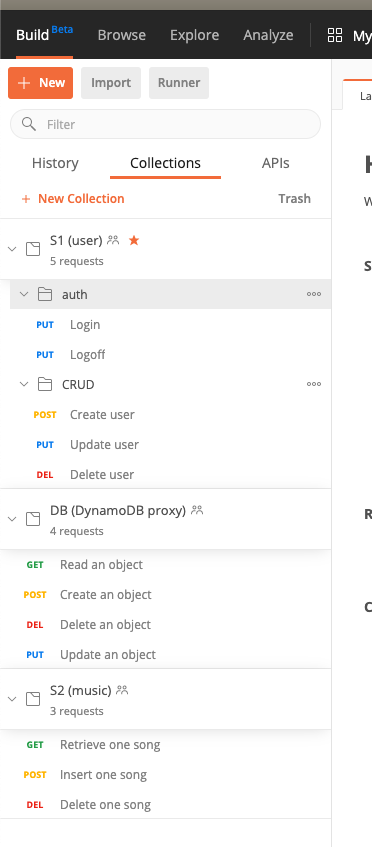 Build Beta Browse Explore Analyze My
+ New Import Runner
Filter
History Collections APIs
+ New Collection Trash
S1 (user)
5 requests
auth
PUT Login
PUT Logoff
CRUD
POST Create user
PUT Update user
DEL Delete user
DB (DynamoDB proxy)
4 requests
GET Read an object
POST Create an object
DEL Delete an object
PUT Update an object
S2 (music)
3 requests
GET Retrieve one song
POST Insert one song
DEL Delete one song
La
W
S
R
C